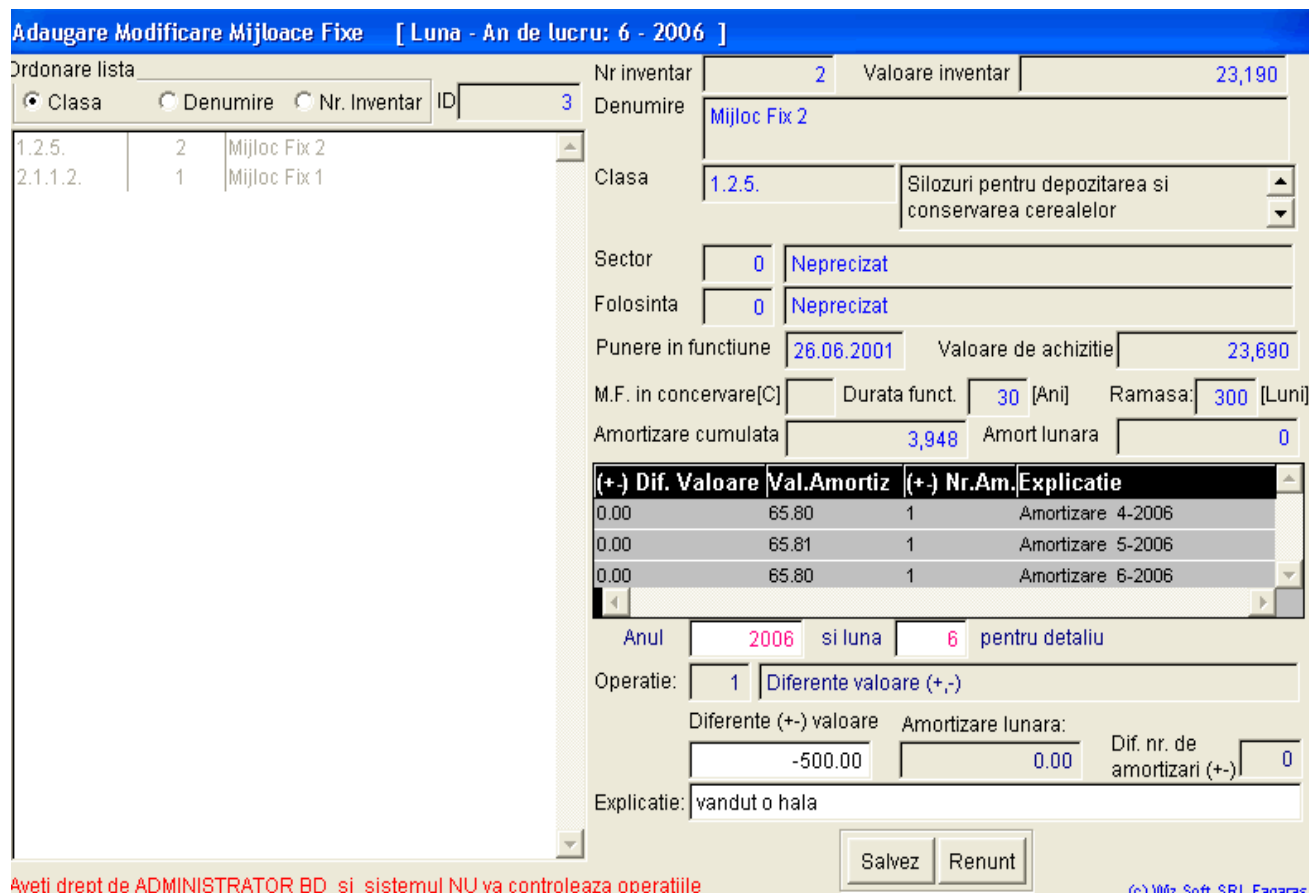 Adaugare Modificare Mijloace Fixe [ Luna - An de lucru: 6 - 2006 ]
Ordonare lista
Clasa Denumire Nr. Inventar ID 3
1.2.5. 2 Mijloc Fix 2
2.1.1.2. 1 Mijloc Fix 1
Nr inventar 2 Valoare inventar 23,190
Denumire Mijloc Fix 2
Clasa 1.2.5. Silozuri pentru depozitarea si
conservarea cerealelor
Sector 0 Neprecizat
Folosinta 0 Neprecizat
Punere in functiune 26.06.2001 Valoare de achizitie 23,690
M.F. in concervare[C] Durata funct. 30 [Ani] Ramasa: 300 [Luni]
Amortizare cumulata 3,948 Amort lunara 0
(+-) Dif. Valoare Val.Amortiz (+-) Nr.Am. Explicatie
0.00 65.80 1 Amortizare 4-2006
0.00 65.81 1 Amortizare 5-2006
0.00 65.80 1 Amortizare 6-2006
Anul 2006 si luna 6 pentru detaliu
Operatie: 1 Diferente valoare (+,-)
Diferente (+-) valoare Amortizare lunara: Dif. nr. de
-500.00 0.00 amortizari (+-) 0
Explicatie: vandut o hala
Salvez Renunt
Aveti drept de ADMINISTRATOR BD si sistemul NU va controleaza operatiile
(c) Wiz Soft SRL Fagaras